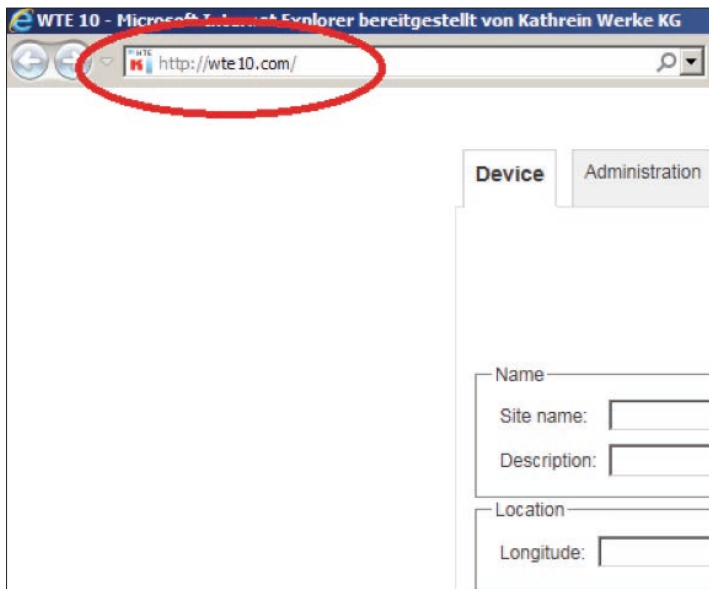 WTE 10 - Microsoft Internet Explorer bereitgestellt von Kathrein Werke KG
WTE
K
http://wte10.com/
Device
Administration
Name
Site name:
Description:
Location
Longitude: